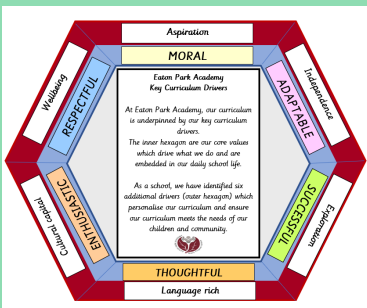 Aspiration
MORAL
Wellbeing
RESPECTFUL
ADAPTABLE
Independence
Eaton Park Academy
Key Curriculum Drivers
At Eaton Park Academy, our curriculum
is underpinned by our key curriculum
drivers.
The inner hexagon are our core values
which drive what we do and are
embedded in our daily school life.
As a school, we have identified six
additional drivers (outer hexagon) which
personalise our curriculum and ensure
our curriculum meets the needs of our
children and community.
Cultural capital
ENTHUSIASTIC
SUCCESSFUL
Exploration
THOUGHTFUL
Language rich